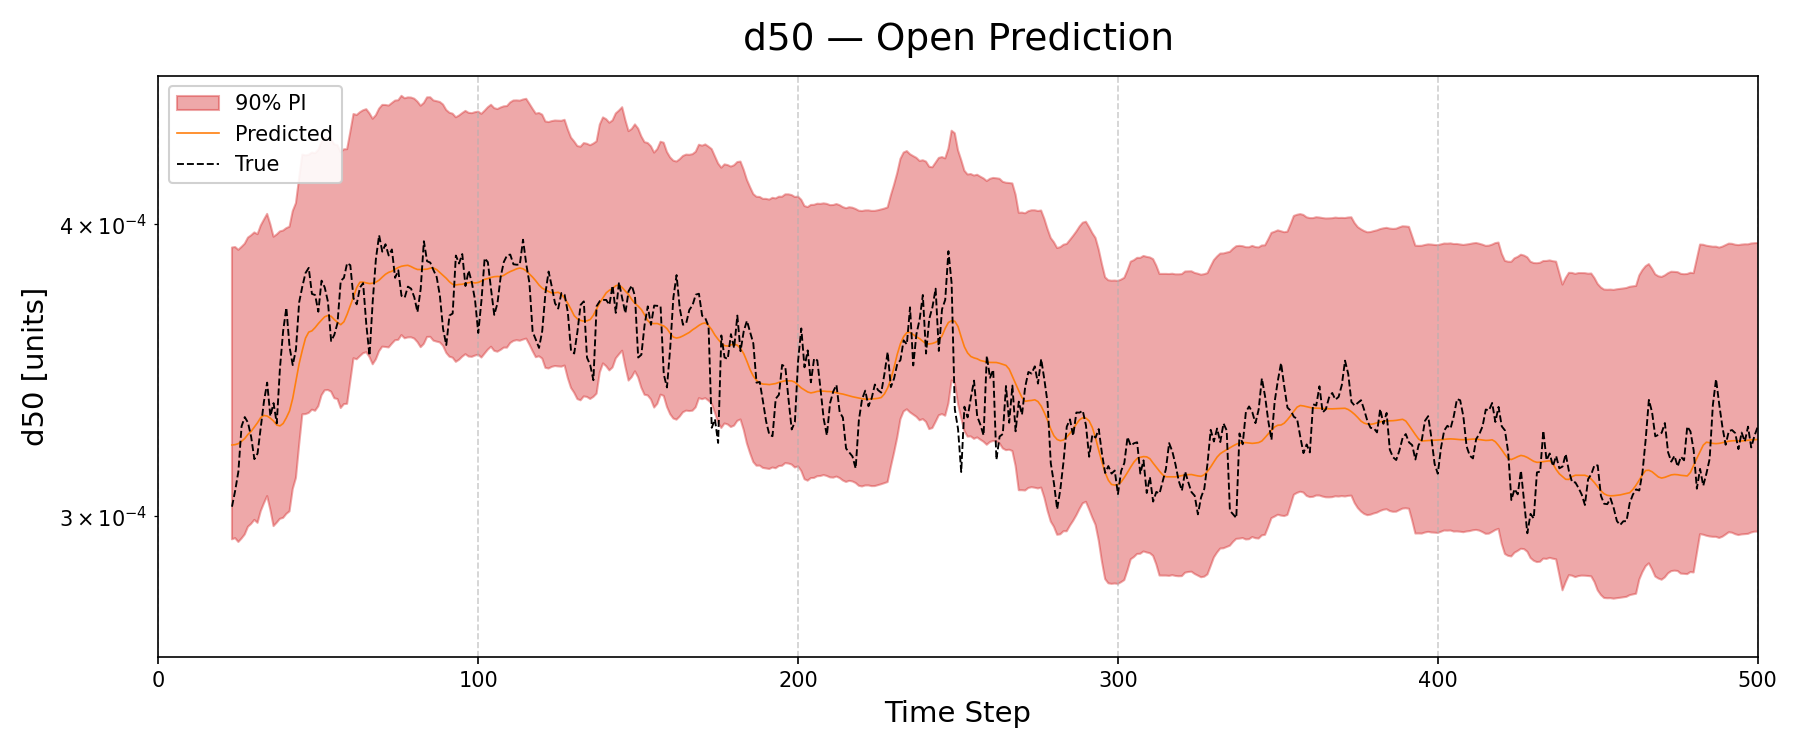 d50 — Open Prediction
90% PI
Predicted
True
4 × 10⁻⁴
3 × 10⁻⁴
d50 [units]
0 100 200 300 400 500
Time Step